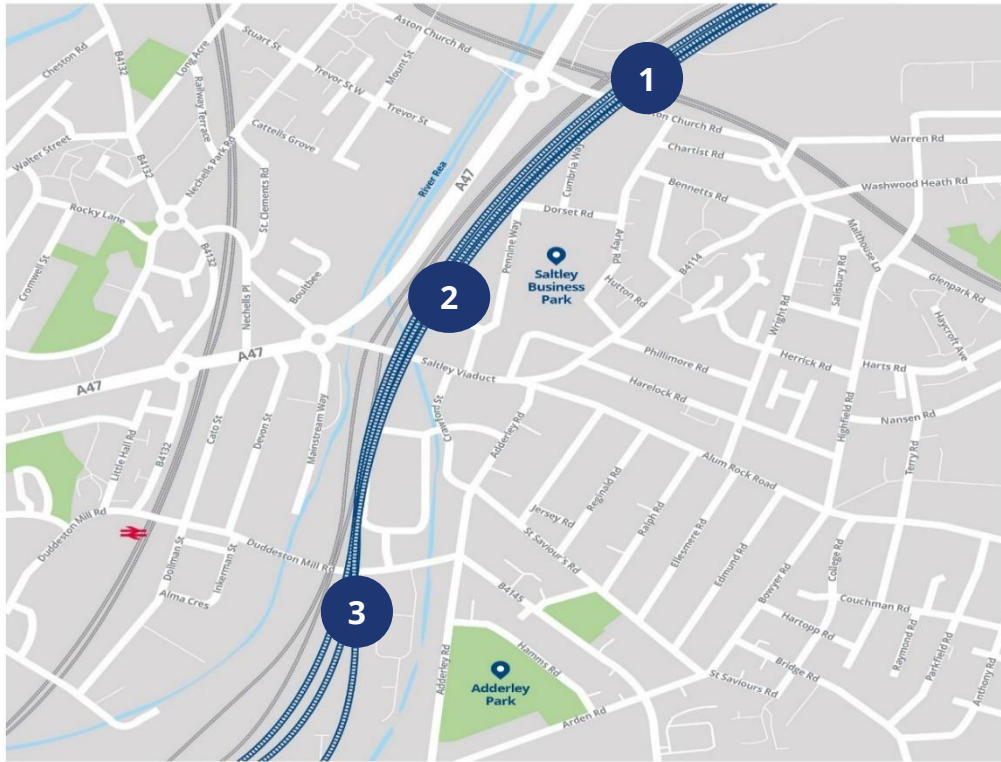 Cheston Rd
B4132
Long Acre
Stuart St
Aston Church Rd
Mount St
Trevor St W
Trevor St
Railway Terrace
Cattells Grove
Walter Street
B4132
Nechells Park Rd
River Rea
A47
1
Church Rd
Chartist Rd
Warren Rd
Cumbria Way
Bennetts Rd
Washwood Heath Rd
Rocky Lane
St. Clements Rd
Dorset Rd
Pennine Way
Arley Rd
Malthouse Ln
B4132
Cromwell St
Boultbee
Saltley
Business
Park
B4114
Hutton Rd
Salisbury Rd
Glenpark Rd
2
Nechells Pl
Wright Rd
Haycroft Ave
A47
A47
Saltley Viaduct
Phillimore Rd
Herrick Rd
Harts Rd
Harelock Rd
Crawford St
Adderley Rd
Highfield Rd
Nansen Rd
Little Hall Rd
B4132
Cato St
Devon St
Mainstream Way
Terry Rd
Alum Rock Road
Reginald Rd
Jersey Rd
Ralph Rd
Ellesmere Rd
Edmund Rd
Duddeston Mill Rd
Dollman St
Inkerman St
Duddeston Mill Rd
St Saviour's Rd
Bowyer Rd
College Rd
Alma Cres
3
B4145
Couchman Rd
Hartopp Rd
Raymond Rd
Parkfield Rd
Adderley Rd
Hamms Rd
Bridge Rd
Adderley
Park
St Saviours Rd
Anthony Rd
Arden Rd